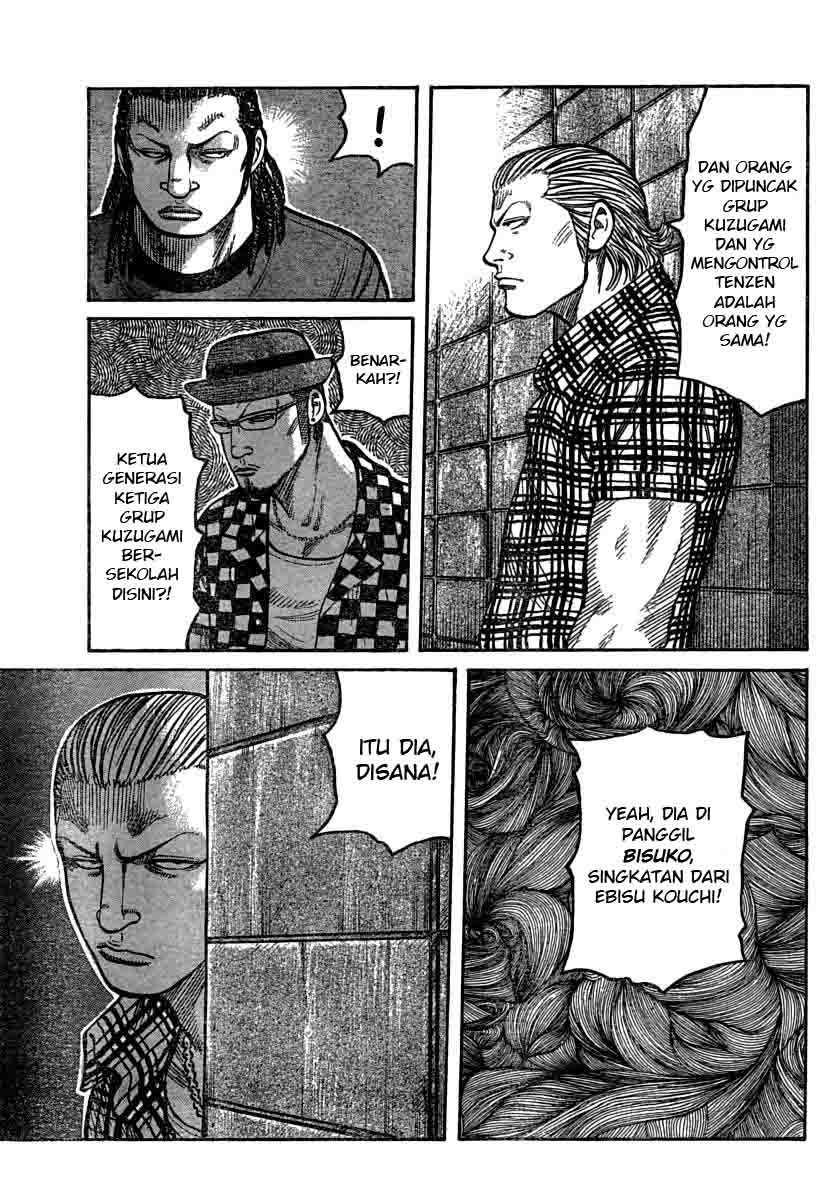 DAN ORANG
YG DIPUNCAK
GRUP
KUZUGAMI
DAN YG
MENGONTROL
TENZEN
ADALAH
ORANG YG
SAMA!
!
BENAR-
KAH?!
KETUA
GENERASI
KETIGA
GRUP
KUZUGAMI
BER-
SEKOLAH
DISINI?!
YEAH, DIA DI
PANGGIL
BISUKO,
SINGKATAN DARI
EBISU KOUCHI!
ITU DIA,
DISANA!